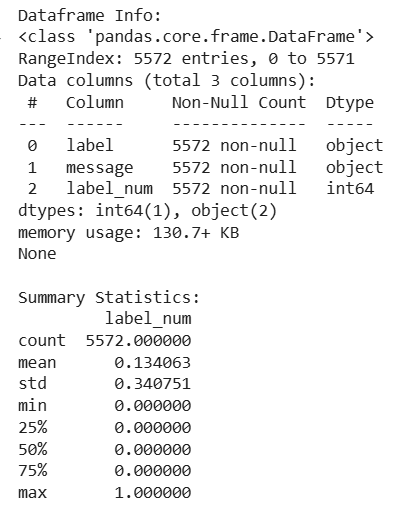 Dataframe Info:
<class 'pandas.core.frame.DataFrame'>
RangeIndex: 5572 entries, 0 to 5571
Data columns (total 3 columns):
 #   Column     Non-Null Count  Dtype
---  ------     --------------  -----
 0   label      5572 non-null   object
 1   message    5572 non-null   object
 2   label_num  5572 non-null   int64
dtypes: int64(1), object(2)
memory usage: 130.7+ KB
None

Summary Statistics:
         label_num
count  5572.000000
mean      0.134063
std       0.340751
min       0.000000
25%       0.000000
50%       0.000000
75%       0.000000
max       1.000000